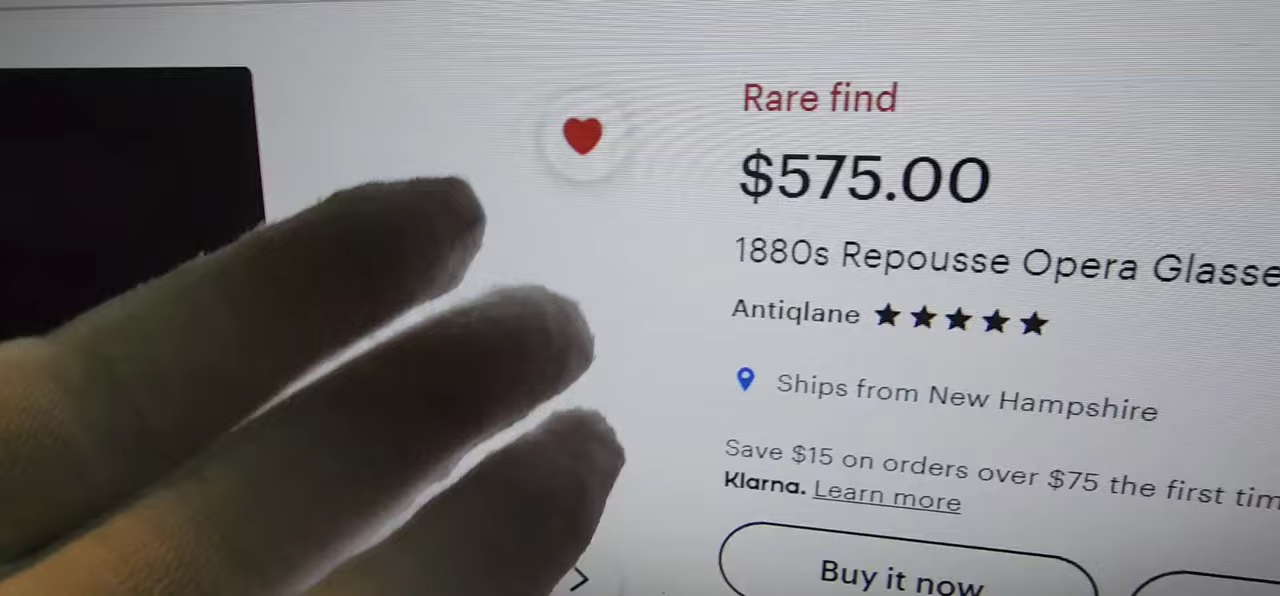 Rare find
$575.00
1880s Repousse Opera Glasse
Antiqlane
Ships from New Hampshire
Save $15 on orders over $75 the first tim
Klarna. Learn more
Buy it now